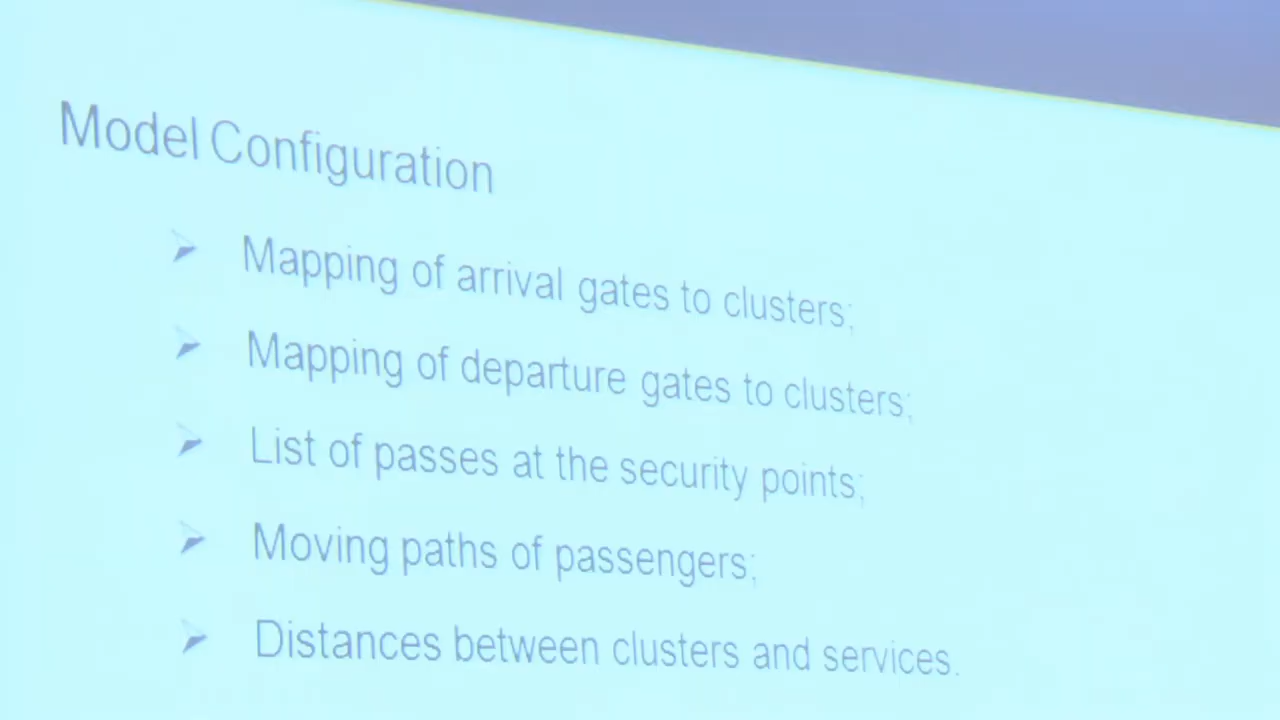 Model Configuration
Mapping of arrival gates to clusters;
Mapping of departure gates to clusters;
List of passes at the security points;
Moving paths of passengers;
Distances between clusters and services.